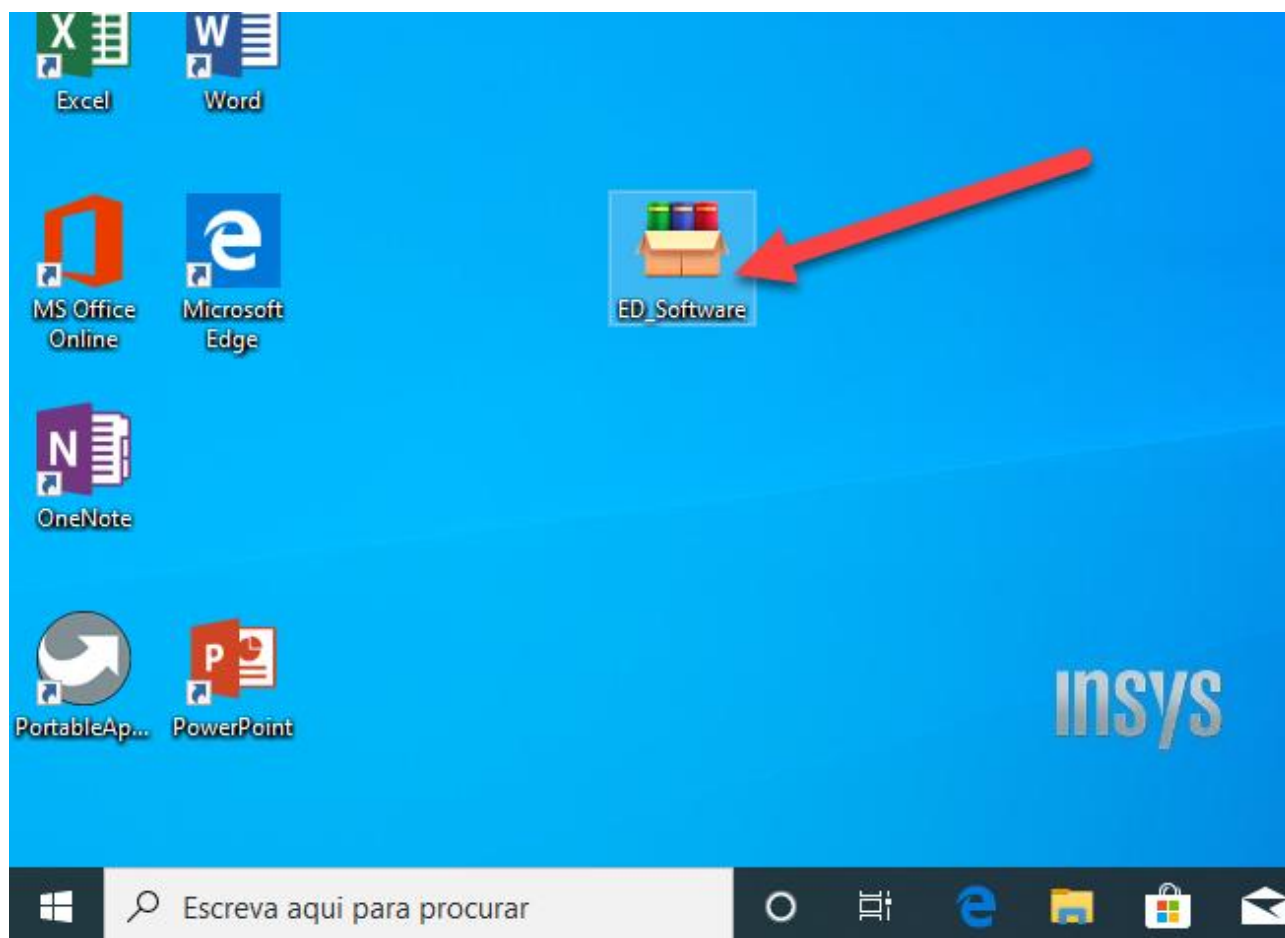 Excel
Word
MS Office
Online
Microsoft
Edge
ED_Software
OneNote
PortableAp...
PowerPoint
insys
Escreva aqui para procurar